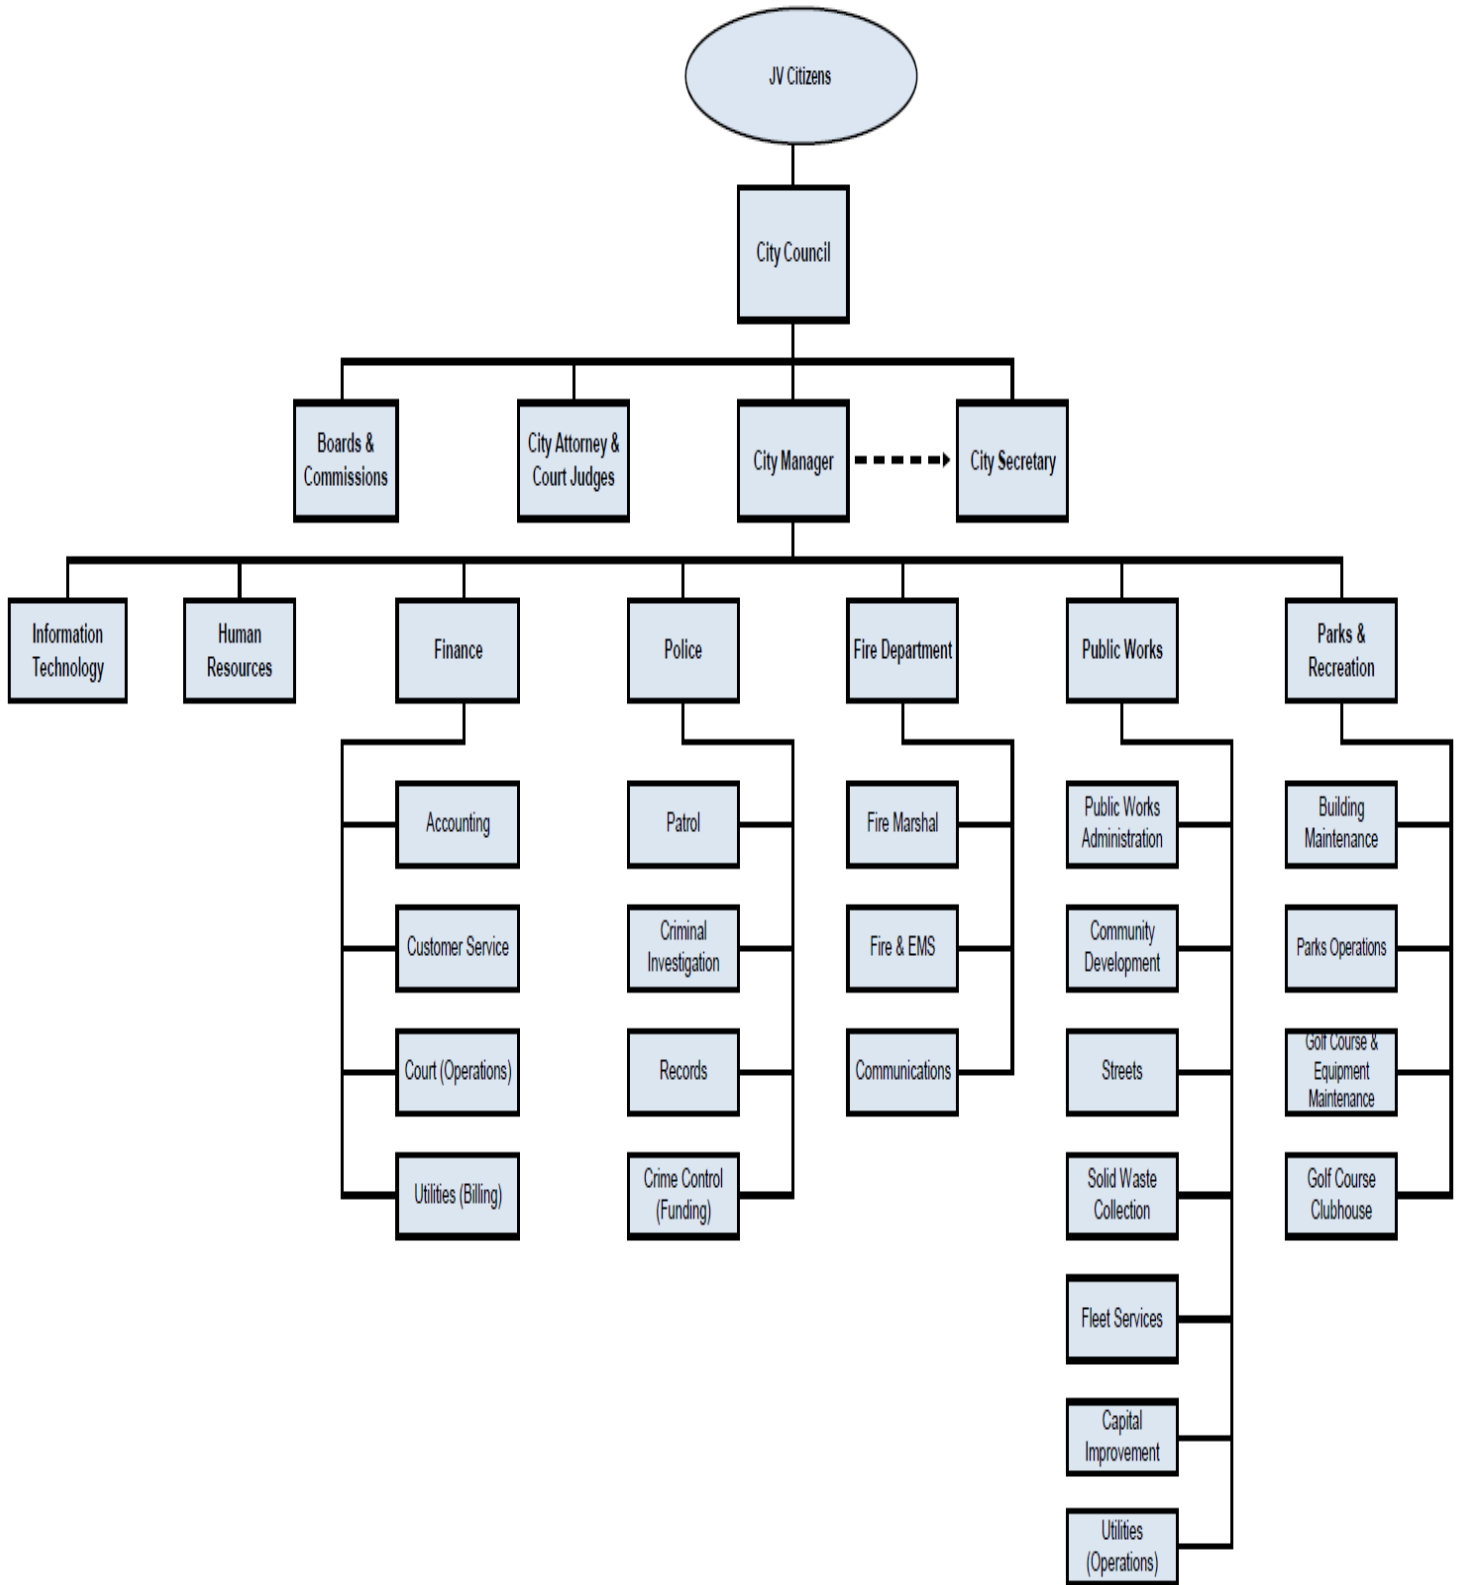 JV Citizens
City Council
Boards &
Commissions
City Attorney &
Court Judges
City Manager
City Secretary
Information
Technology
Human
Resources
Finance
Police
Fire Department
Public Works
Parks &
Recreation
Accounting
Patrol
Fire Marshal
Public Works
Administration
Building
Maintenance
Customer Service
Criminal
Investigation
Fire & EMS
Community
Development
Parks Operations
Court (Operations)
Records
Communications
Streets
Golf Course &
Equipment
Maintenance
Utilities (Billing)
Crime Control
(Funding)
Solid Waste
Collection
Golf Course
Clubhouse
Fleet Services
Capital
Improvement
Utilities
(Operations)